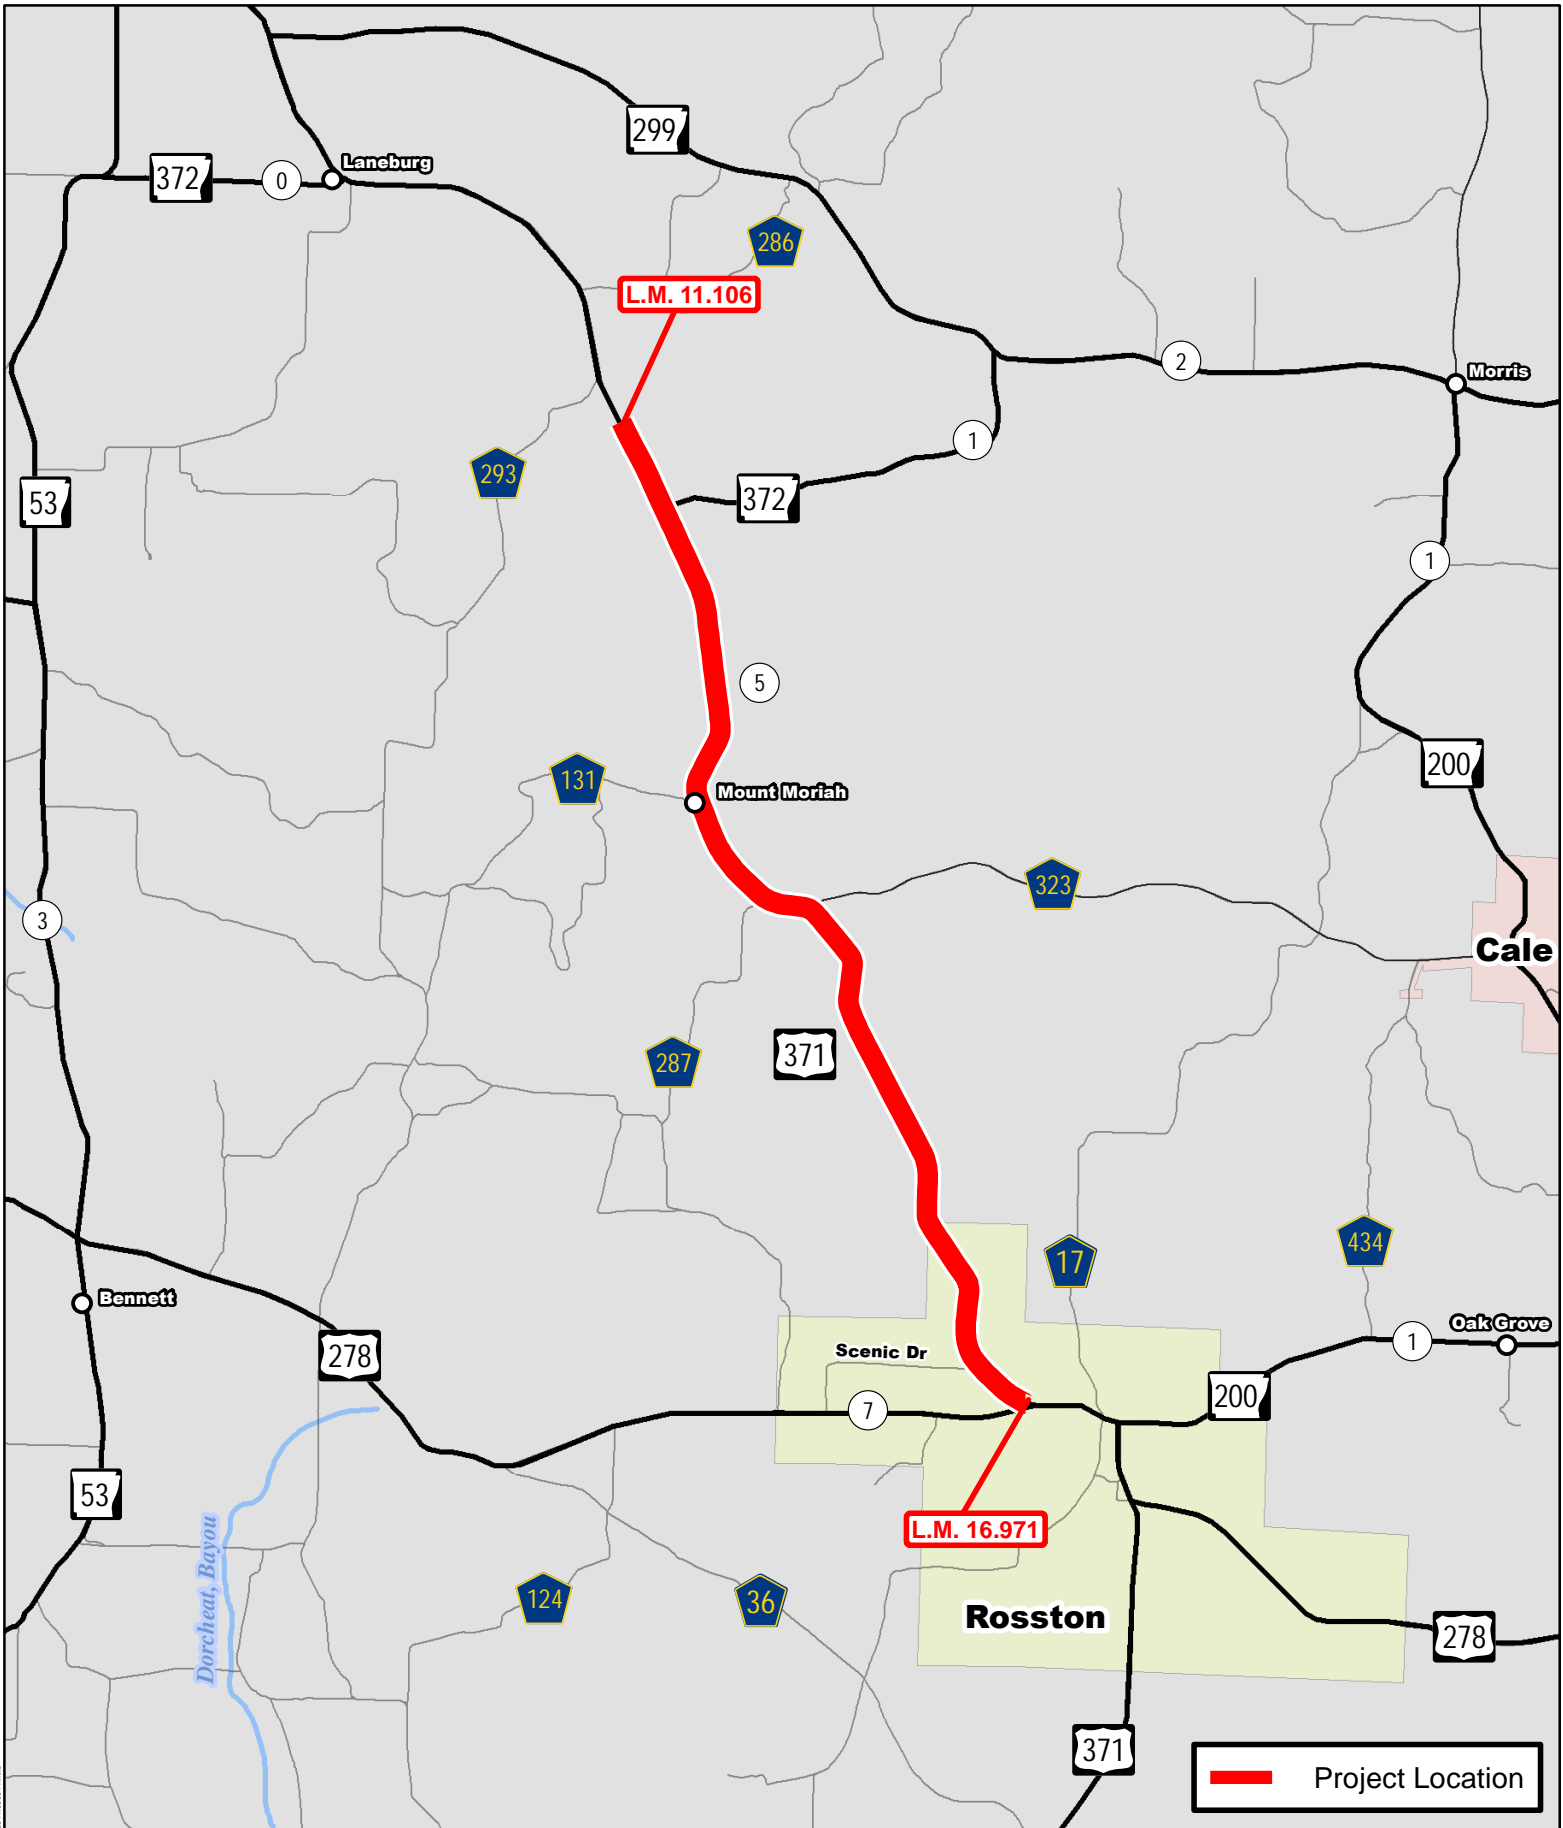 299
372
0
Laneburg
286
L.M. 11.106
2
Morris
1
293
372
53
1
5
200
131
Mount Moriah
323
3
Cale
371
287
17
434
Bennett
Oak Grove
1
278
Scenic Dr
200
7
53
L.M. 16.971
Dorcheat, Bayou
124
36
Rosston
278
371
Project Location